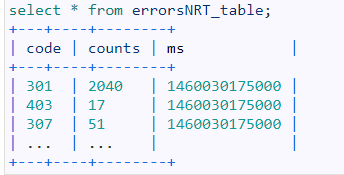 select * from errorsNRT_table;
+---+----+--------+
| code | counts | ms |
+---+----+--------+
| 301 | 2040 | 1460030175000 |
| 403 | 17 | 1460030175000 |
| 307 | 51 | 1460030175000 |
| ... | ... | |
+---+----+--------+